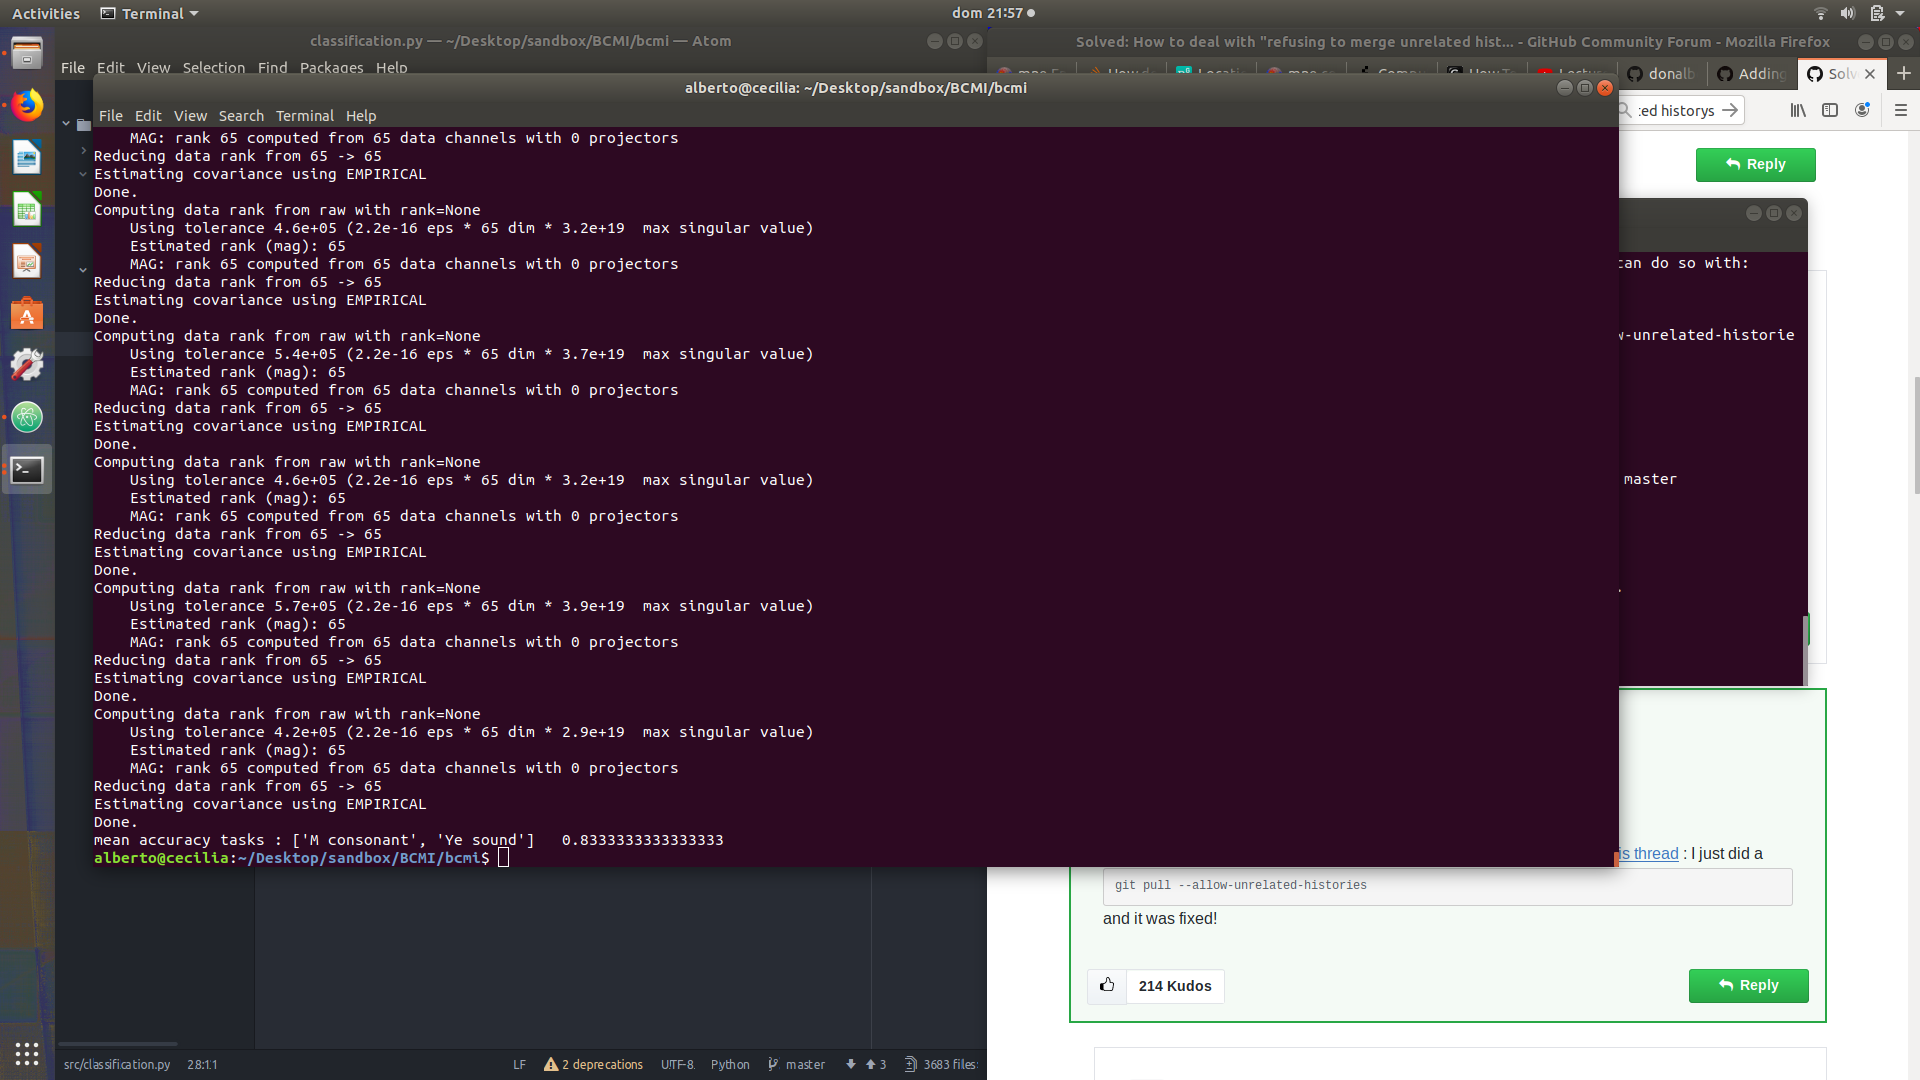 Activities
Terminal
dom 21:57
classification.py — ~/Desktop/sandbox/BCMI/bcmi — Atom
Solved: How to deal with "refusing to merge unrelated hist... - GitHub Community Forum - Mozilla Firefox
File Edit View Selection Find Packages Help
donalb
Adding
Solv
alberto@cecilia: ~/Desktop/sandbox/BCMI/bcmi
File Edit View Search Terminal Help
:ed historys
MAG: rank 65 computed from 65 data channels with 0 projectors
Reducing data rank from 65 -> 65
Estimating covariance using EMPIRICAL
Done.
Computing data rank from raw with rank=None
Using tolerance 4.6e+05 (2.2e-16 eps * 65 dim * 3.2e+19  max singular value)
Estimated rank (mag): 65
MAG: rank 65 computed from 65 data channels with 0 projectors
Reducing data rank from 65 -> 65
Estimating covariance using EMPIRICAL
Done.
Computing data rank from raw with rank=None
Using tolerance 5.4e+05 (2.2e-16 eps * 65 dim * 3.7e+19  max singular value)
Estimated rank (mag): 65
MAG: rank 65 computed from 65 data channels with 0 projectors
Reducing data rank from 65 -> 65
Estimating covariance using EMPIRICAL
Done.
Computing data rank from raw with rank=None
Using tolerance 4.6e+05 (2.2e-16 eps * 65 dim * 3.2e+19  max singular value)
Estimated rank (mag): 65
MAG: rank 65 computed from 65 data channels with 0 projectors
Reducing data rank from 65 -> 65
Estimating covariance using EMPIRICAL
Done.
Computing data rank from raw with rank=None
Using tolerance 5.7e+05 (2.2e-16 eps * 65 dim * 3.9e+19  max singular value)
Estimated rank (mag): 65
MAG: rank 65 computed from 65 data channels with 0 projectors
Reducing data rank from 65 -> 65
Estimating covariance using EMPIRICAL
Done.
Computing data rank from raw with rank=None
Using tolerance 4.2e+05 (2.2e-16 eps * 65 dim * 2.9e+19  max singular value)
Estimated rank (mag): 65
MAG: rank 65 computed from 65 data channels with 0 projectors
Reducing data rank from 65 -> 65
Estimating covariance using EMPIRICAL
Done.
mean accuracy tasks : ['M consonant', 'Ye sound']   0.8333333333333333
alberto@cecilia:~/Desktop/sandbox/BCMI/bcmi$
Reply
can do so with:
w-unrelated-historie
master
is thread : I just did a
git pull --allow-unrelated-histories
and it was fixed!
214 Kudos
Reply
src/classification.py 28:11
LF 2 deprecations UTF-8 Python master 3 3683 files